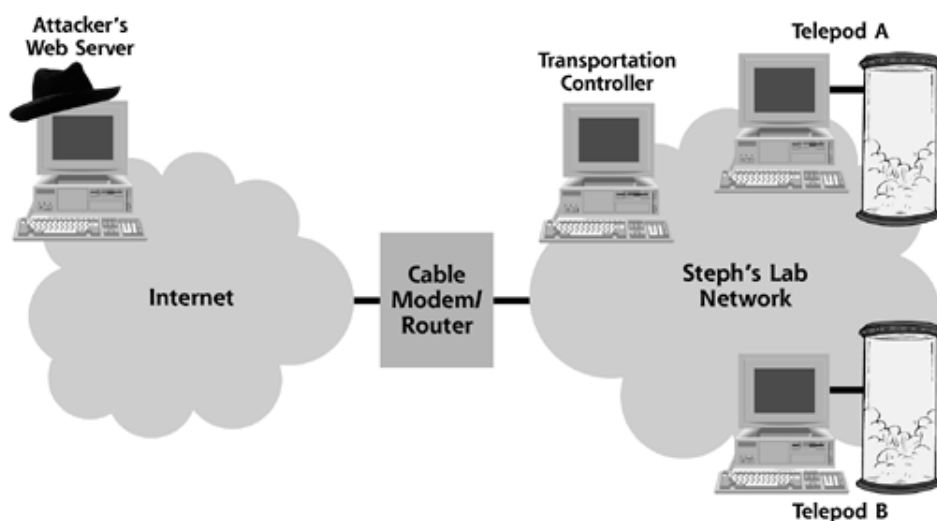 Attacker's
Web Server
Internet
Cable
Modem/
Router
Transportation
Controller
Telepod A
Steph's Lab
Network
Telepod B